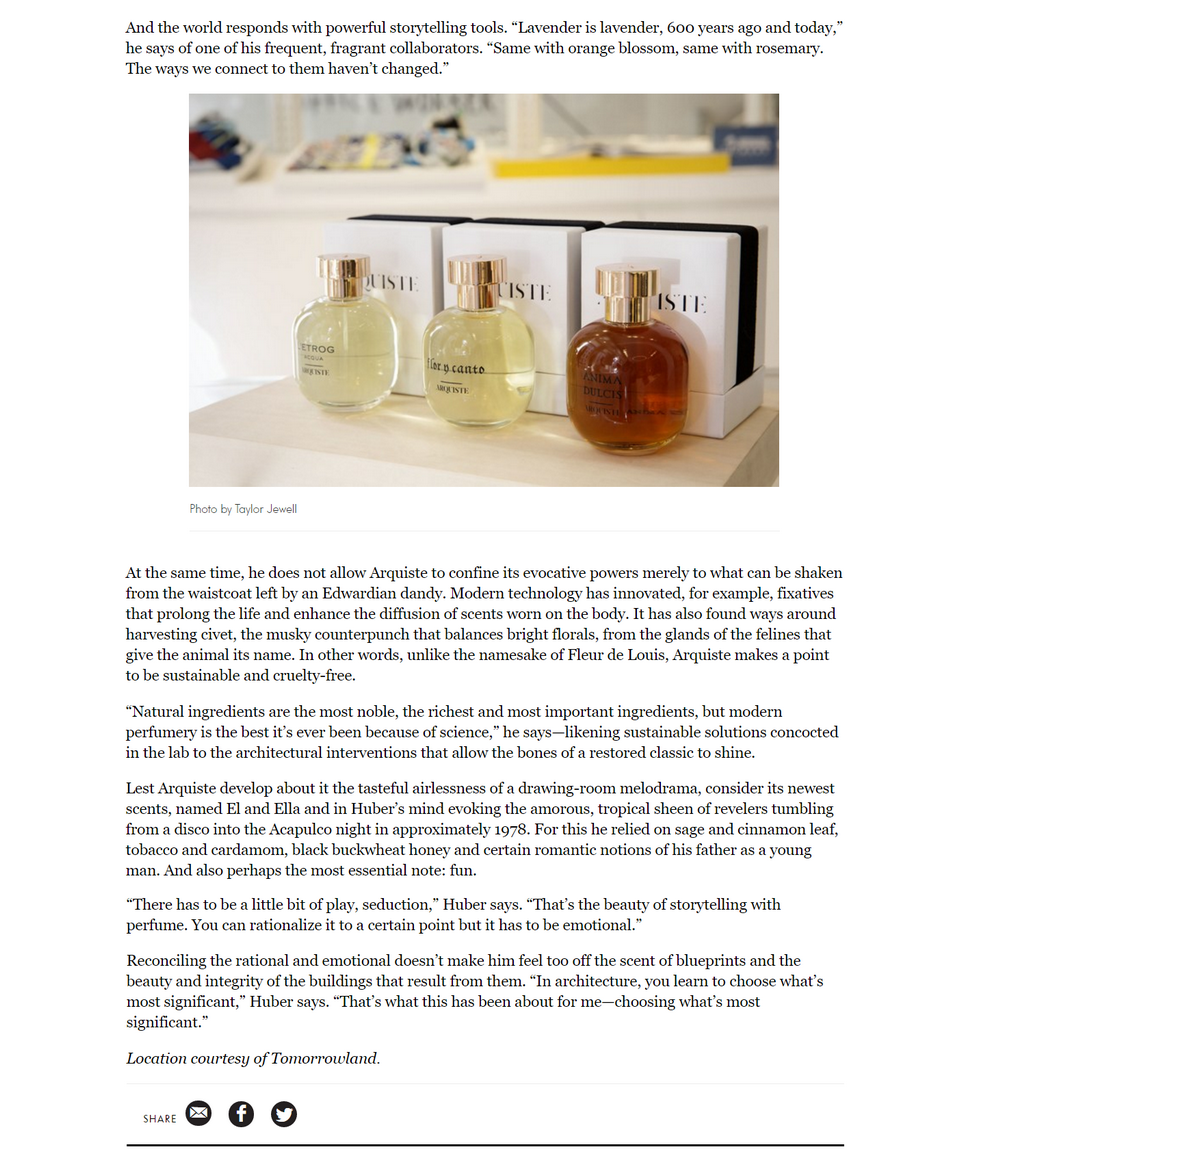 And the world responds with powerful storytelling tools. “Lavender is lavender, 600 years ago and today,”
he says of one of his frequent, fragrant collaborators. “Same with orange blossom, same with rosemary.
The ways we connect to them haven’t changed.”
QUISTE
UISTE
ISTE
ETROG
ACQUA
ARQUISTE
flor y canto
ARQUISTE
ANIMA
DULCIS
ARQUISTE
Photo by Taylor Jewell
At the same time, he does not allow Arquiste to confine its evocative powers merely to what can be shaken
from the waistcoat left by an Edwardian dandy. Modern technology has innovated, for example, fixatives
that prolong the life and enhance the diffusion of scents worn on the body. It has also found ways around
harvesting civet, the musky counterpunch that balances bright florals, from the glands of the felines that
give the animal its name. In other words, unlike the namesake of Fleur de Louis, Arquiste makes a point
to be sustainable and cruelty-free.
“Natural ingredients are the most noble, the richest and most important ingredients, but modern
perfumery is the best it’s ever been because of science,” he says—likening sustainable solutions concocted
in the lab to the architectural interventions that allow the bones of a restored classic to shine.
Lest Arquiste develop about it the tasteful airlessness of a drawing-room melodrama, consider its newest
scents, named El and Ella and in Huber’s mind evoking the amorous, tropical sheen of revelers tumbling
from a disco into the Acapulco night in approximately 1978. For this he relied on sage and cinnamon leaf,
tobacco and cardamom, black buckwheat honey and certain romantic notions of his father as a young
man. And also perhaps the most essential note: fun.
“There has to be a little bit of play, seduction,” Huber says. “That’s the beauty of storytelling with
perfume. You can rationalize it to a certain point but it has to be emotional.”
Reconciling the rational and emotional doesn’t make him feel too off the scent of blueprints and the
beauty and integrity of the buildings that result from them. “In architecture, you learn to choose what’s
most significant,” Huber says. “That’s what this has been about for me—choosing what’s most
significant.”
Location courtesy of Tomorrowland.
SHARE